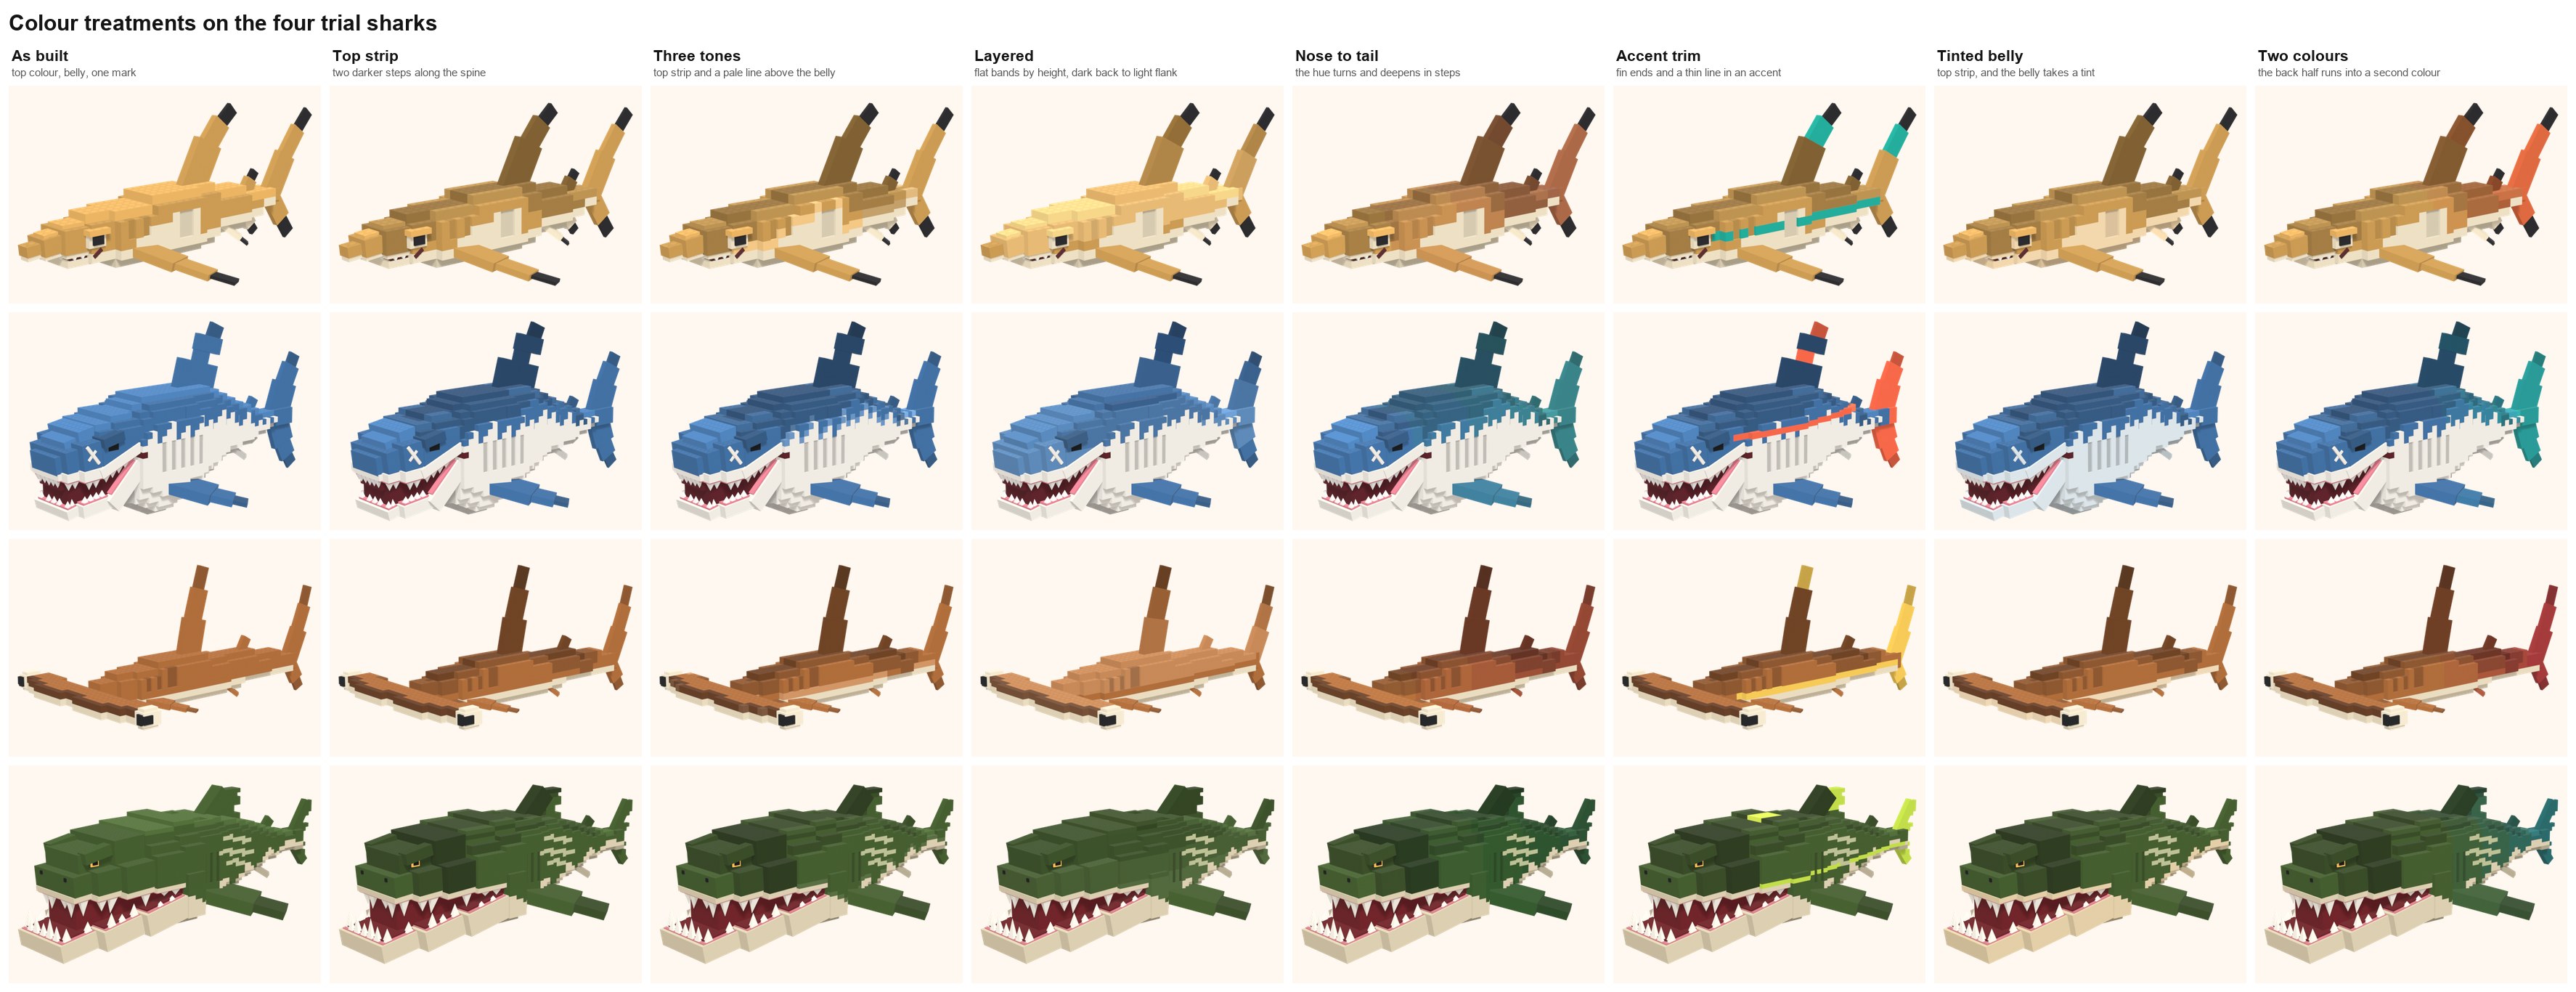 Colour treatments on the four trial sharks
As built
top colour, belly, one mark
Top strip
two darker steps along the spine
Three tones
top strip and a pale line above the belly
Layered
flat bands by height, dark back to light flank
Nose to tail
the hue turns and deepens in steps
Accent trim
fin ends and a thin line in an accent
Tinted belly
top strip, and the belly takes a tint
Two colours
the back half runs into a second colour